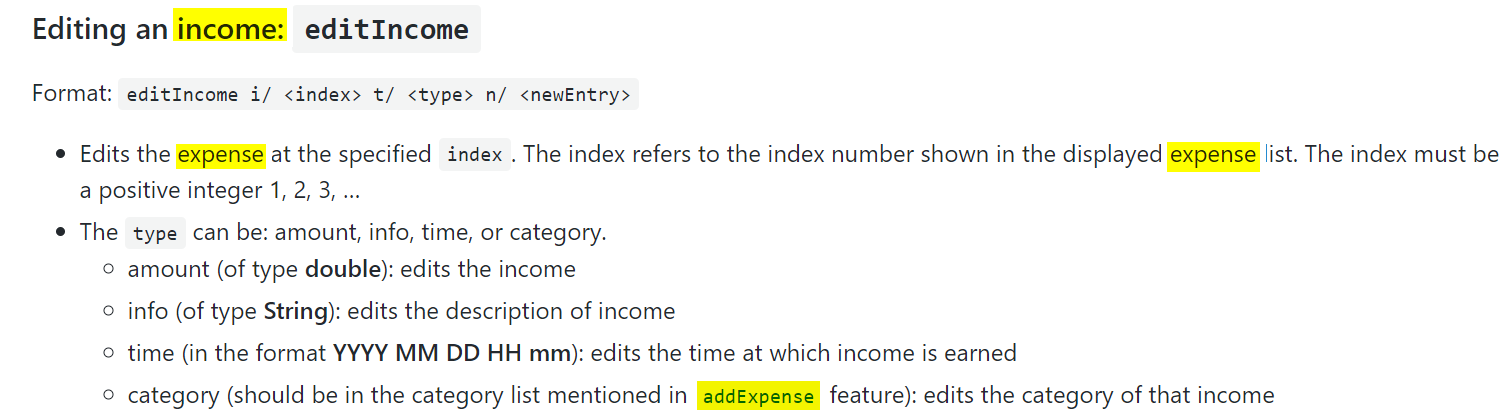 Editing an income: editIncome
Format: editIncome i/ <index> t/ <type> n/ <newEntry>
Edits the expense at the specified index. The index refers to the index number shown in the displayed expense list. The index must be
a positive integer 1, 2, 3, …
The type can be: amount, info, time, or category.
amount (of type double): edits the income
info (of type String): edits the description of income
time (in the format YYYY MM DD HH mm): edits the time at which income is earned
category (should be in the category list mentioned in addExpense feature): edits the category of that income